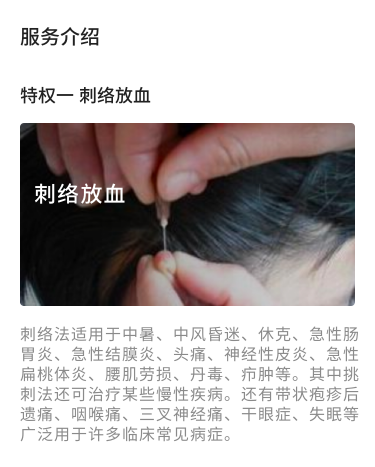 服务介绍
特权一 刺络放血
刺络放血
刺络法适用于中暑、中风昏迷、休克、急性肠
胃炎、急性结膜炎、头痛、神经性皮炎、急性
扁桃体炎、腰肌劳损、丹毒、疖肿等。其中挑
刺法还可治疗某些慢性疾病。还有带状疱疹后
遗痛、咽喉痛、三叉神经痛、干眼症、失眠等
广泛用于许多临床常见病症。